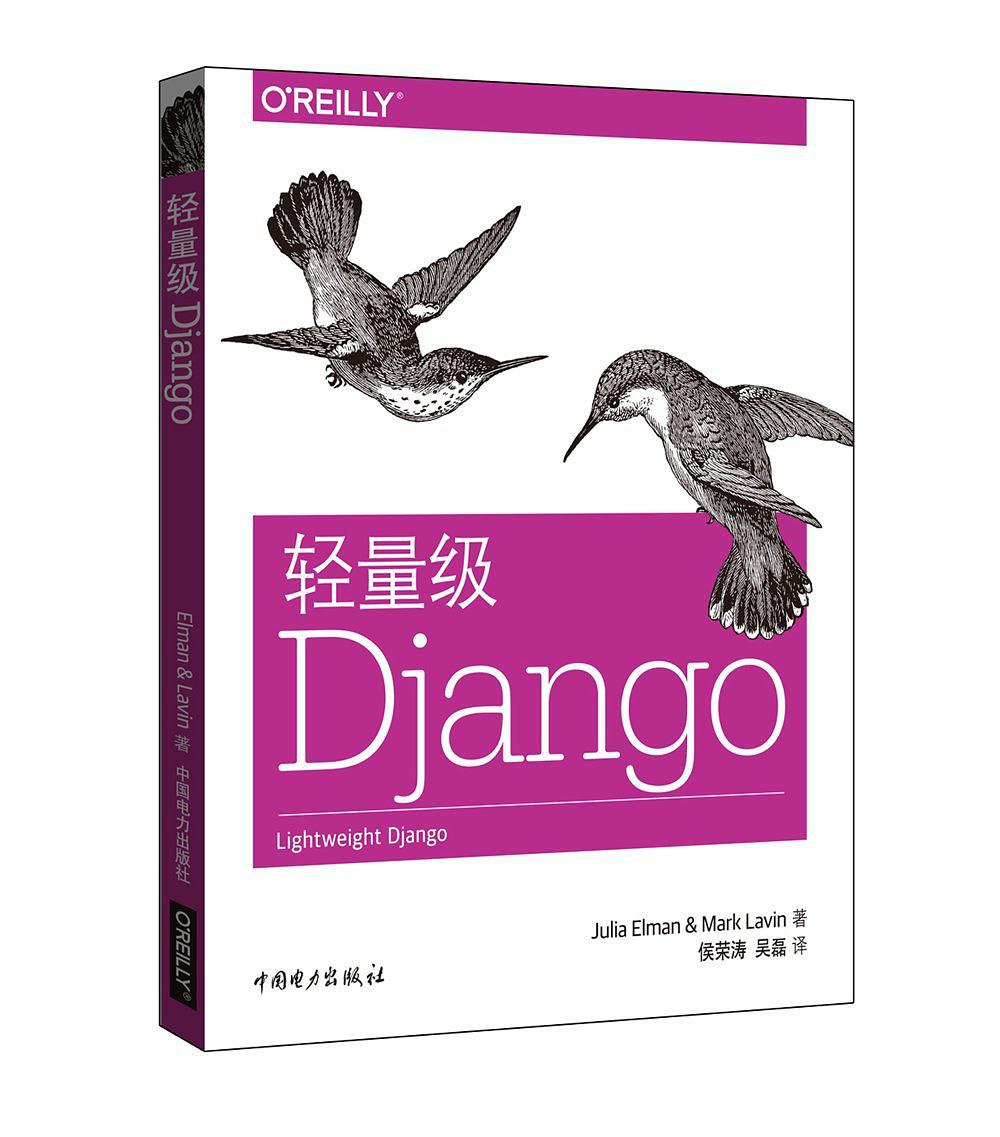 O'REILLY®
轻量级
Django
Lightweight Django
Julia Elman & Mark Lavin 著
侯荣涛 吴磊 译
中国电力出版社
轻量级 Django
Elman & Lavin 著
中国电力出版社
O'REILLY®